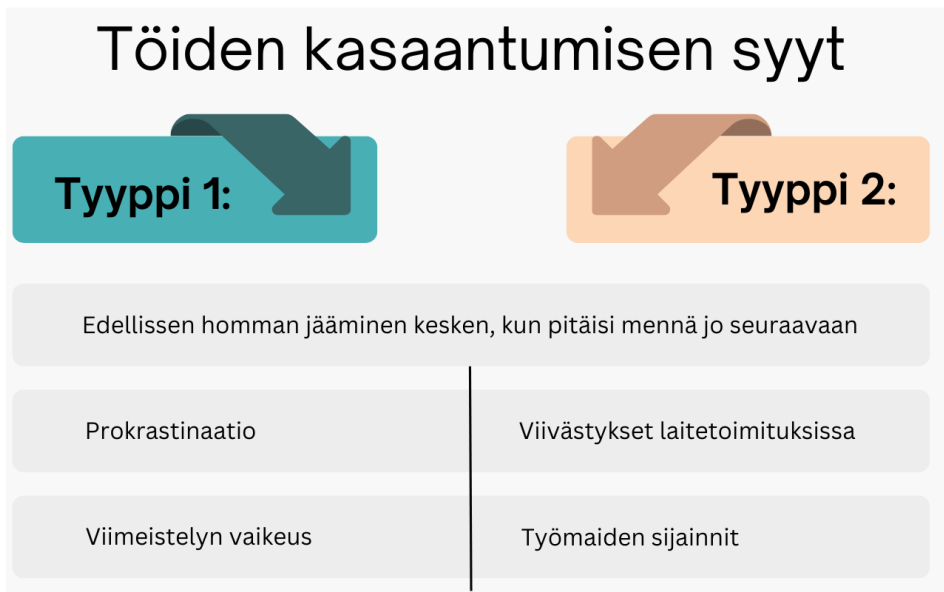 Töiden kasaantumisen syyt
Tyyppi 1:
Tyyppi 2:
Edellissen homman jääminen kesken, kun pitäisi mennä jo seuraavaan
Prokrastinaatio
Viivästykset laitetoimituksissa
Viimeistelyn vaikeus
Työmaiden sijainnit